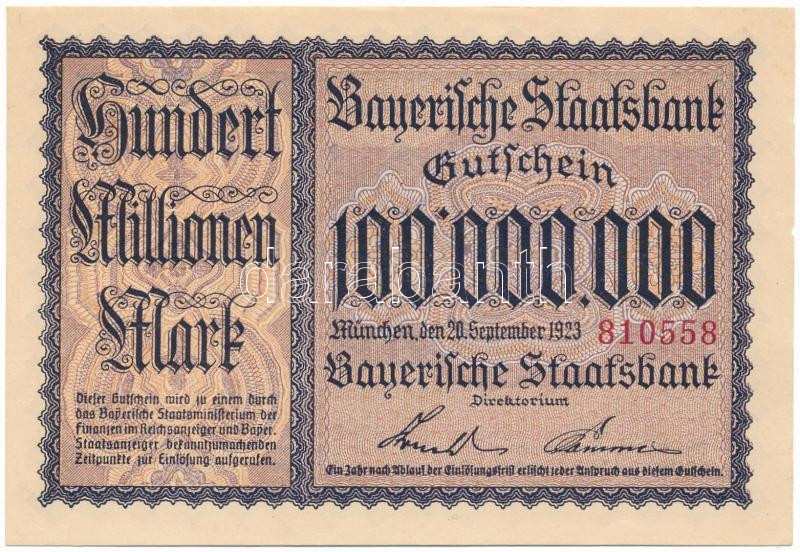 Hundert
Millionen
Mark
Dieser Gutschein wird zu einem durch
das Bayerische Staatsministerium der
Finanzen im Reichsanzeiger und Bayer.
Staatsanzeiger bekanntzumachenden
Zeitpunkte zur Einlösung aufgerufen.
Bayerische Staatsbank
Gutschein
100'000.000
München, den 20. September 1923 810558
Bayerische Staatsbank
Direktorium
Ein Jahr nach Ablauf der Einlösungsfrist erlischt jeder Anspruch aus diesem Gutschein.
darabanth